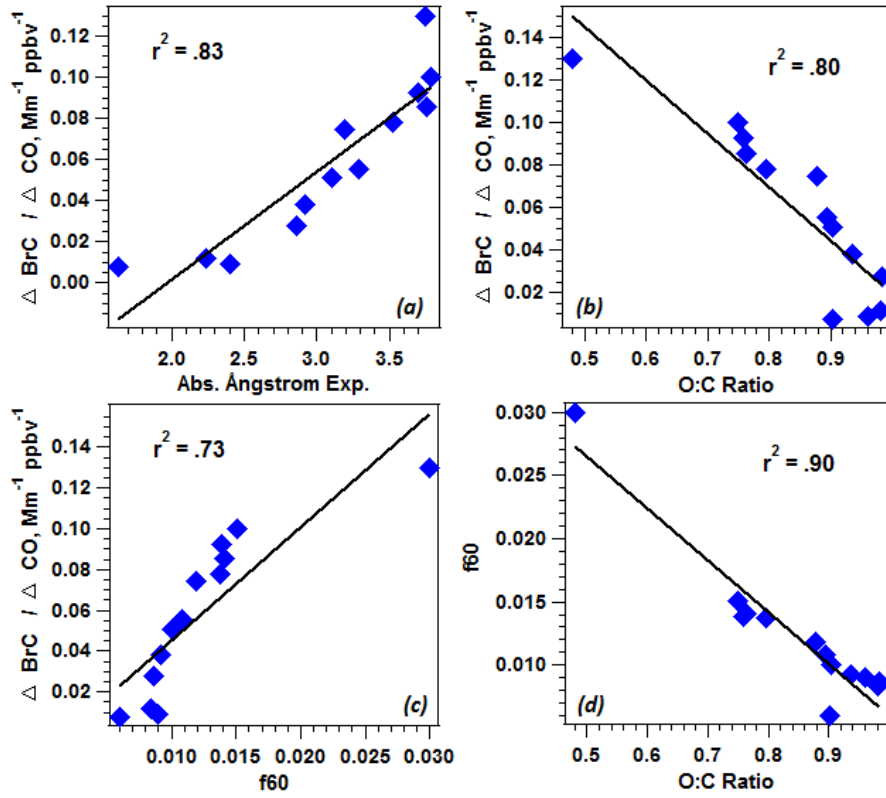 △ BrC / △ CO, Mm⁻¹ ppbv⁻¹
0.12
0.10
0.08
0.06
0.04
0.02
0.00
r² = .83
(a)
2.0 2.5 3.0 3.5
Abs. Ångstrom Exp.
△ BrC / △ CO, Mm⁻¹ ppbv⁻¹
0.14
0.12
0.10
0.08
0.06
0.04
0.02
r² = .80
(b)
0.5 0.6 0.7 0.8 0.9
O:C Ratio
△ BrC / △ CO, Mm⁻¹ ppbv⁻¹
0.14
0.12
0.10
0.08
0.06
0.04
0.02
r² = .73
(c)
0.010 0.015 0.020 0.025 0.030
f60
f60
0.030
0.025
0.020
0.015
0.010
r² = .90
(d)
0.5 0.6 0.7 0.8 0.9
O:C Ratio